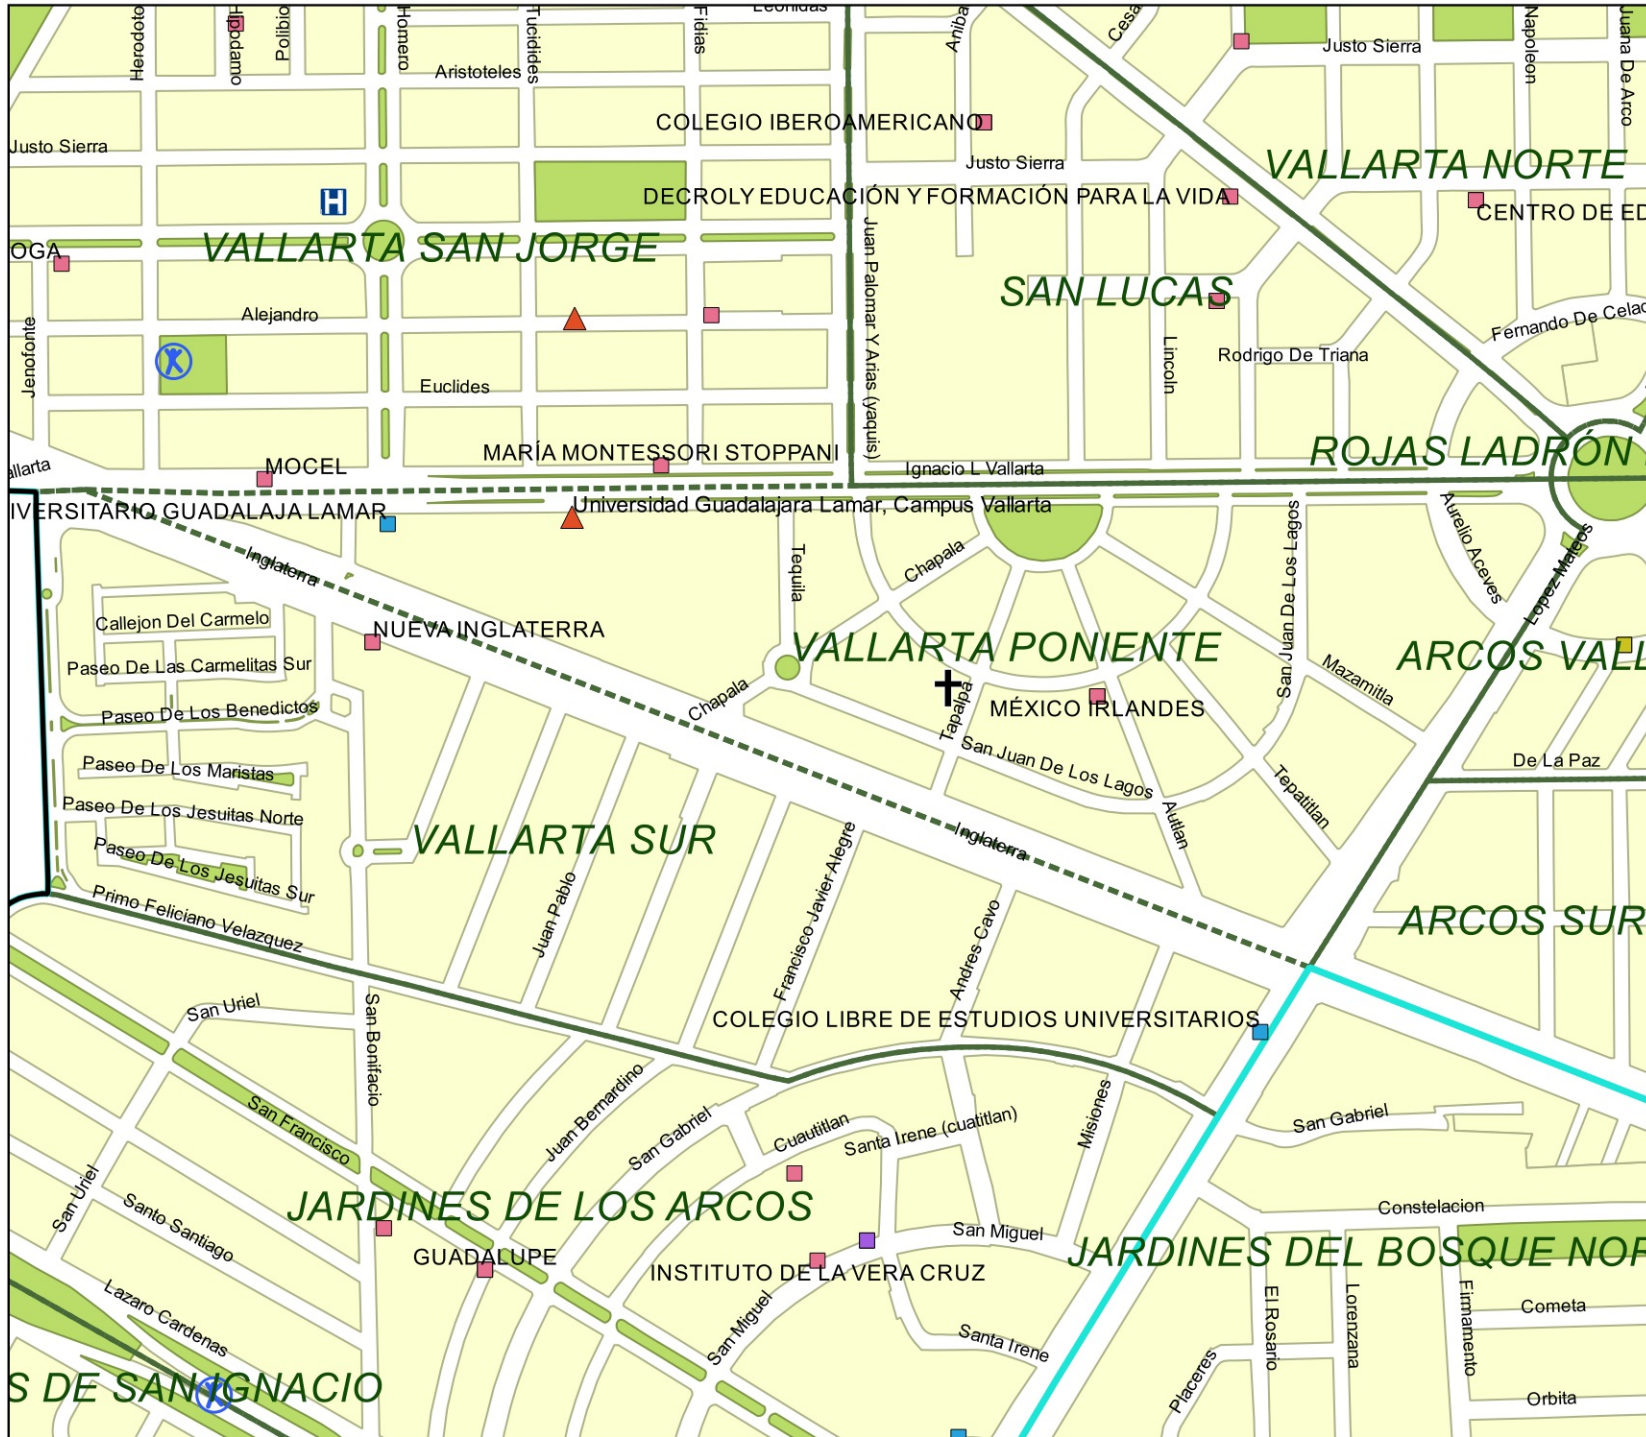 Leonidas
Herodoto
Hipodamo
Polibio
Homero
Tucidides
Fidias
Anibal
Cesa
Napoleon
Juana De Arco
Aristoteles
Justo Sierra
COLEGIO IBEROAMERICANO
Justo Sierra
Justo Sierra
VALLARTA NORTE
DECROLY EDUCACIÓN Y FORMACIÓN PARA LA VIDA
CENTRO DE ED
OGA
VALLARTA SAN JORGE
Juan Palomar Y Arias (yaquis)
SAN LUCAS
Alejandro
Fernando De Celad
Jenofonte
Lincoln
Rodrigo De Triana
Euclides
MARÍA MONTESSORI STOPPANI
ROJAS LADRÓN
allarta
MOCEL
Ignacio L Vallarta
IVERSITARIO GUADALAJA LAMAR
Universidad Guadalajara Lamar, Campus Vallarta
Inglaterra
Tequila
Chapala
San Juan De Los Lagos
Aurelio Aceves
Lopez Mateos
Callejon Del Carmelo
NUEVA INGLATERRA
VALLARTA PONIENTE
ARCOS VALL
Paseo De Las Carmelitas Sur
Mazamitla
Chapala
Tapalpa
MÉXICO IRLANDES
Paseo De Los Benedictos
San Juan De Los Lagos
De La Paz
Paseo De Los Maristas
Tepatitlan
Paseo De Los Jesuitas Norte
VALLARTA SUR
Autlan
Inglaterra
Paseo De Los Jesuitas Sur
Francisco Javier Alegre
Primo Feliciano Velazquez
Juan Pablo
Andres Cavo
ARCOS SUR
San Uriel
San Bonifacio
COLEGIO LIBRE DE ESTUDIOS UNIVERSITARIOS
San Francisco
Juan Bernardino
San Gabriel
Cuautitlan
Santa Irene (cuatitlan)
Misiones
San Gabriel
San Uriel
Santo Santiago
JARDINES DE LOS ARCOS
Constelacion
GUADALUPE
San Miguel
JARDINES DEL BOSQUE NOR
INSTITUTO DE LA VERA CRUZ
Lazaro Cardenas
San Miguel
Santa Irene
El Rosario
Lorenzana
Firmamento
Cometa
Placeres
S DE SAN IGNACIO
Orbita